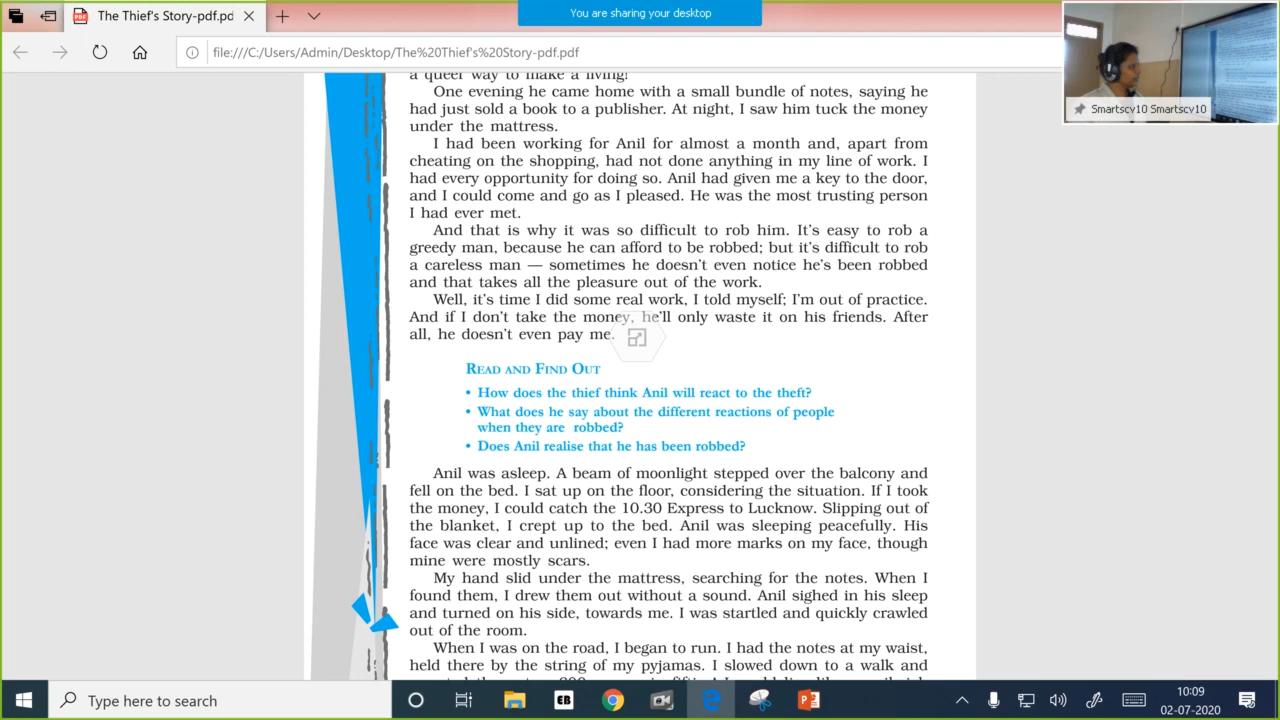 The Thief's Story-pdf.pd
You are sharing your desktop
file:///C:/Users/Admin/Desktop/The%20Thief's%20Story-pdf.pdf
Smartscv10 Smartscv10
a queer way to make a living!
One evening he came home with a small bundle of notes, saying he
had just sold a book to a publisher. At night, I saw him tuck the money
under the mattress.
I had been working for Anil for almost a month and, apart from
cheating on the shopping, had not done anything in my line of work. I
had every opportunity for doing so. Anil had given me a key to the door,
and I could come and go as I pleased. He was the most trusting person
I had ever met.
And that is why it was so difficult to rob him. It's easy to rob a
greedy man, because he can afford to be robbed; but it's difficult to rob
a careless man — sometimes he doesn't even notice he's been robbed
and that takes all the pleasure out of the work.
Well, it's time I did some real work, I told myself; I'm out of practice.
And if I don't take the money, he'll only waste it on his friends. After
all, he doesn't even pay me.
READ AND FIND OUT
• How does the thief think Anil will react to the theft?
• What does he say about the different reactions of people
when they are robbed?
• Does Anil realise that he has been robbed?
Anil was asleep. A beam of moonlight stepped over the balcony and
fell on the bed. I sat up on the floor, considering the situation. If I took
the money, I could catch the 10.30 Express to Lucknow. Slipping out of
the blanket, I crept up to the bed. Anil was sleeping peacefully. His
face was clear and unlined; even I had more marks on my face, though
mine were mostly scars.
My hand slid under the mattress, searching for the notes. When I
found them, I drew them out without a sound. Anil sighed in his sleep
and turned on his side, towards me. I was startled and quickly crawled
out of the room.
When I was on the road, I began to run. I had the notes at my waist,
held there by the string of my pyjamas. I slowed down to a walk and
Type here to search
EB
10:09
02-07-2020